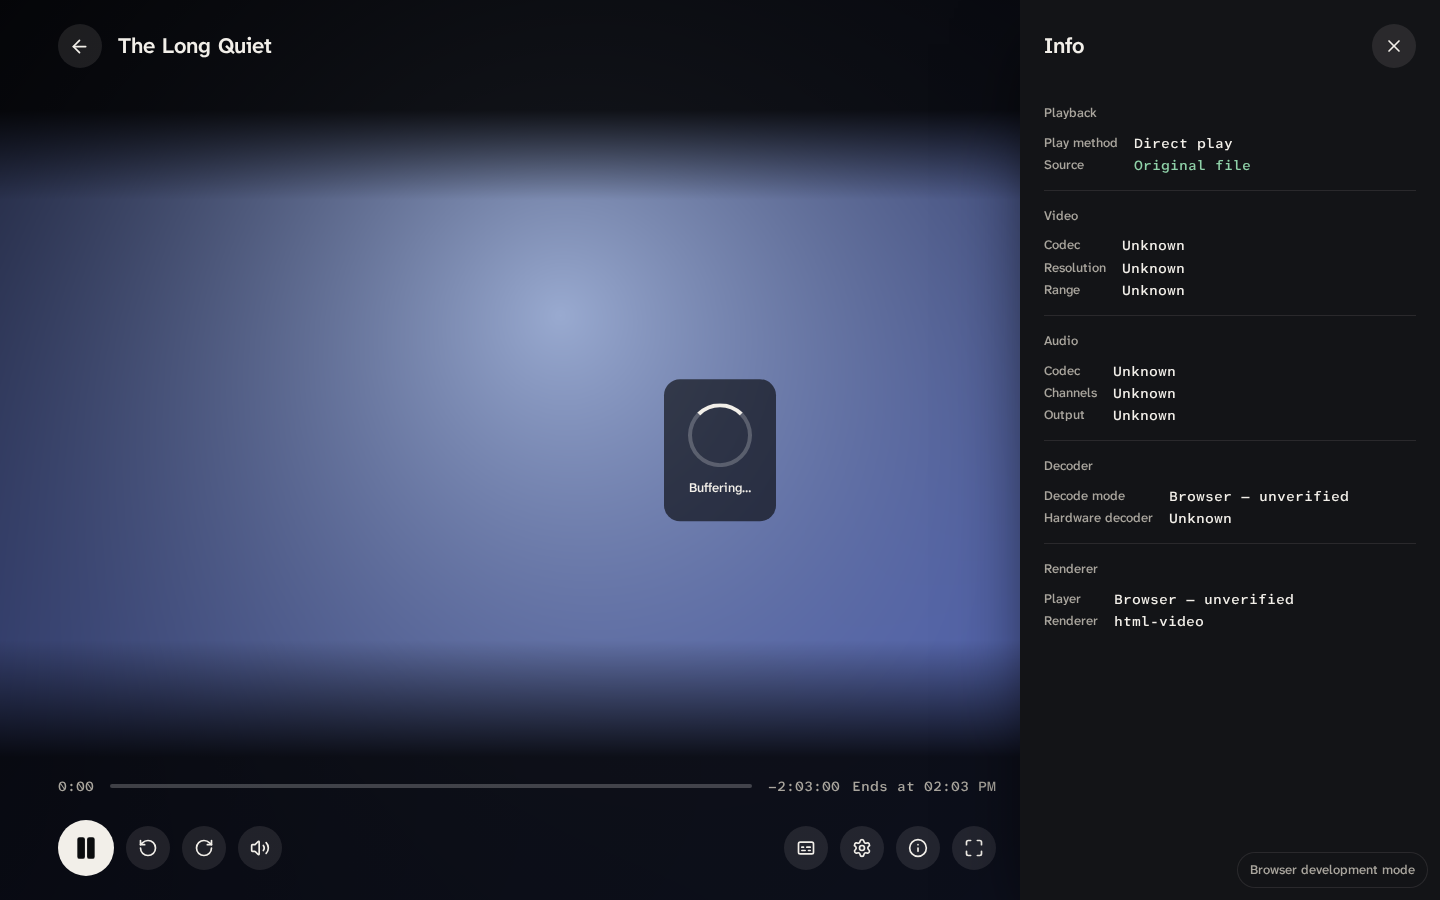 The Long Quiet
Info
Playback
Play method Direct play
Source Original file
Video
Codec Unknown
Resolution Unknown
Range Unknown
Audio
Codec Unknown
Channels Unknown
Output Unknown
Decoder
Decode mode Browser — unverified
Hardware decoder Unknown
Renderer
Player Browser — unverified
Renderer html-video
Buffering…
0:00 −2:03:00 Ends at 02:03 PM
Browser development mode